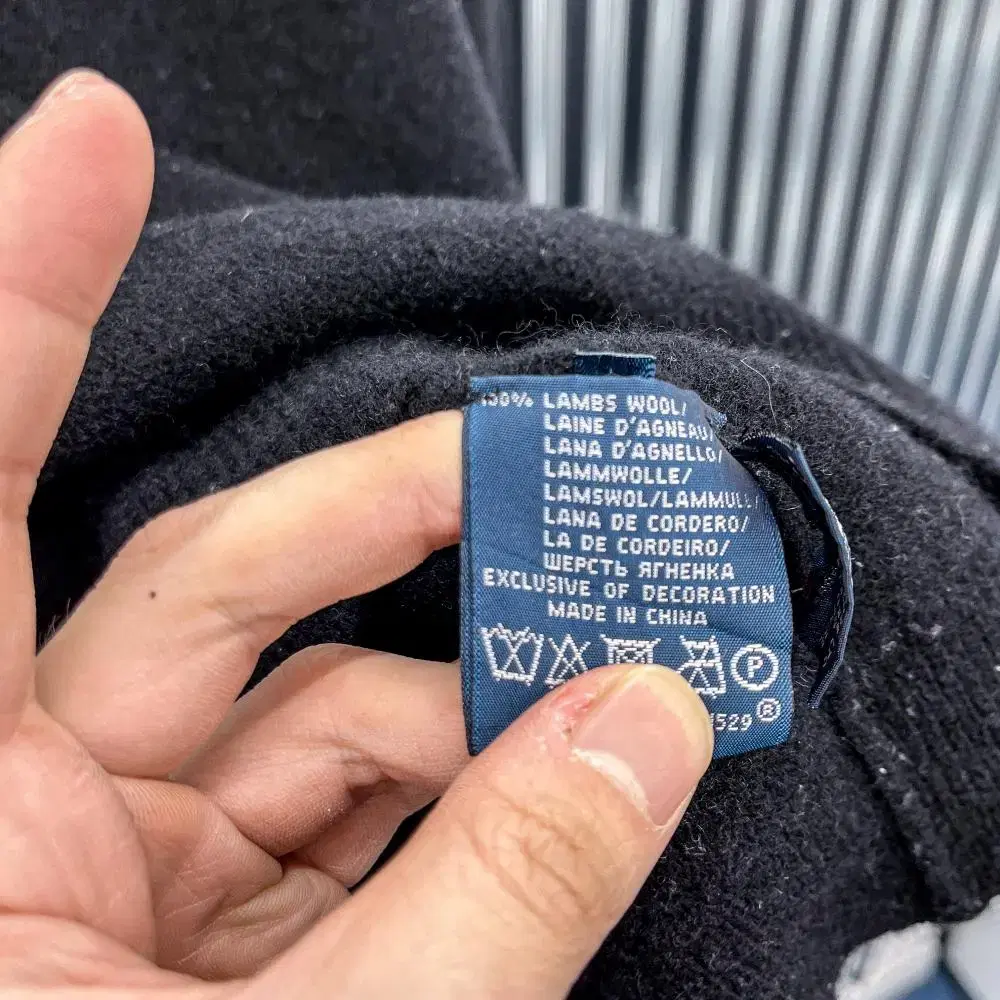 100% LAMBS WOOL/
LAINE D'AGNEAU/
LANA D'AGNELLO/
LAMMWOLLE/
LAMSWOL/LAMMULL/
LANA DE CORDERO/
LA DE CORDEIRO/
ШЕРСТЬ ЯГНЕНКА
EXCLUSIVE OF DECORATION
MADE IN CHINA
P
®